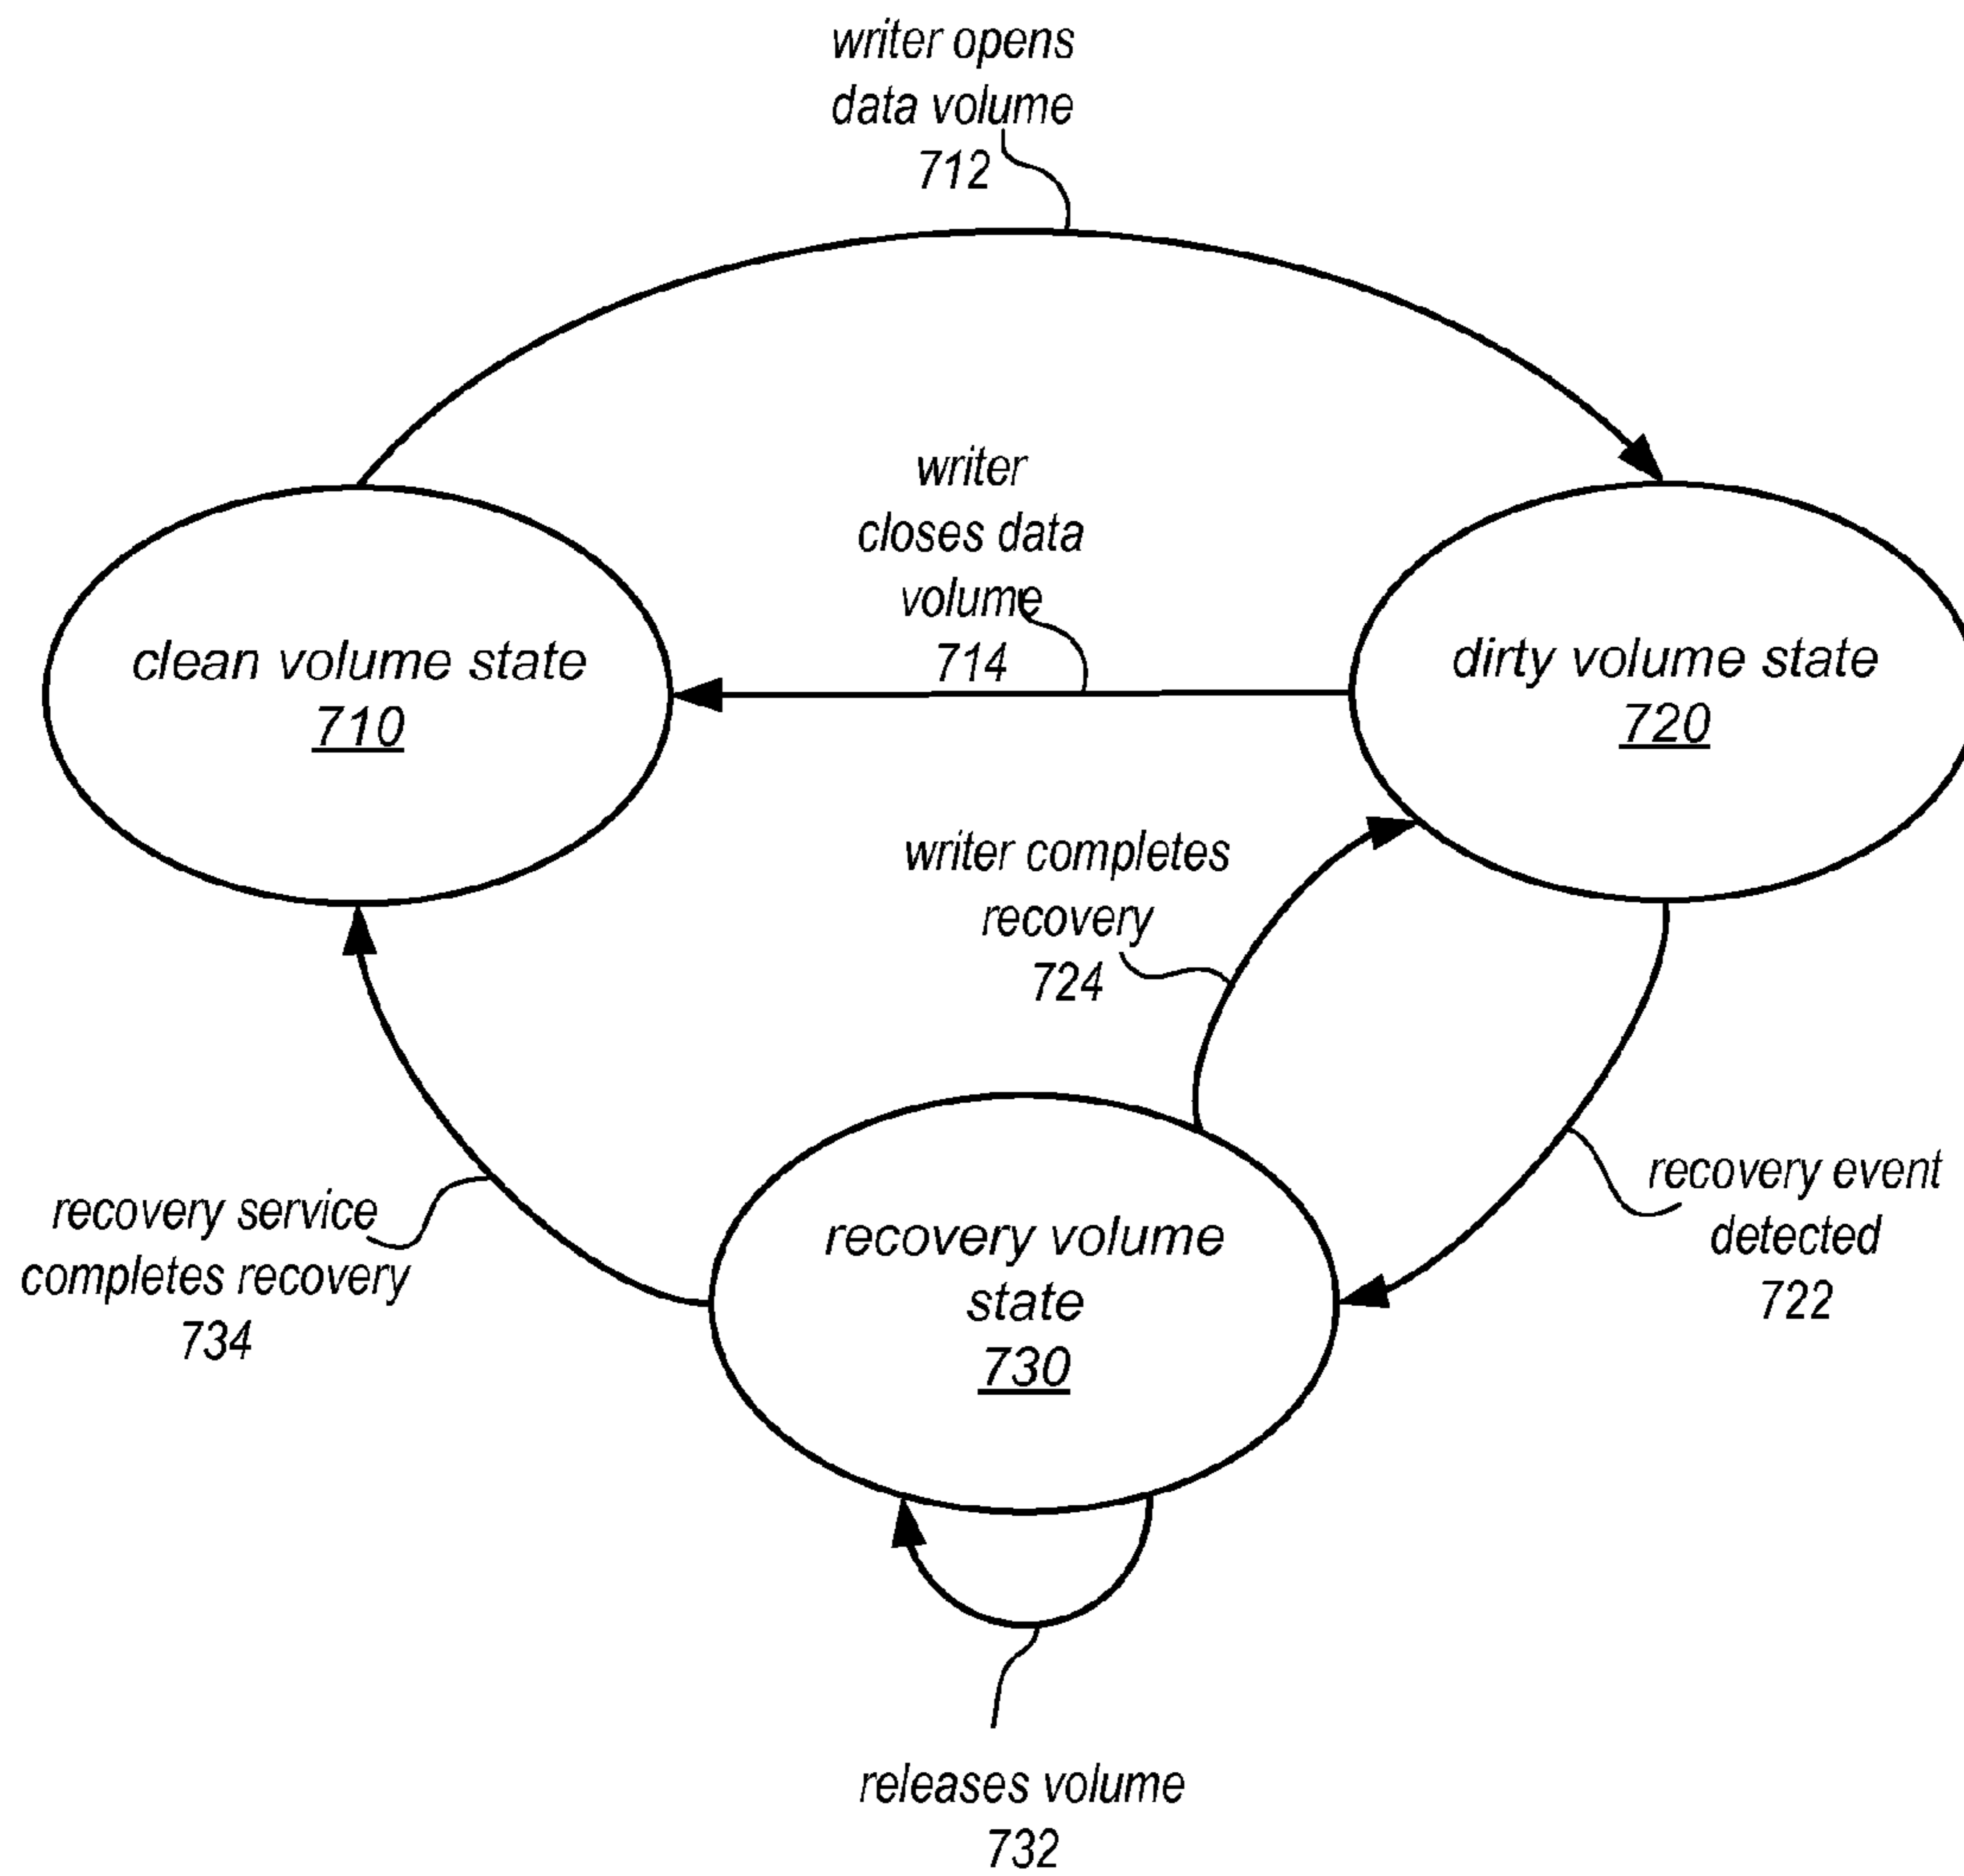 writer opens
data volume
712
writer
closes data
volume
714
clean volume state
710
dirty volume state
720
writer completes
recovery
724
recovery event
detected
722
recovery service
completes recovery
734
recovery volume
state
730
releases volume
732